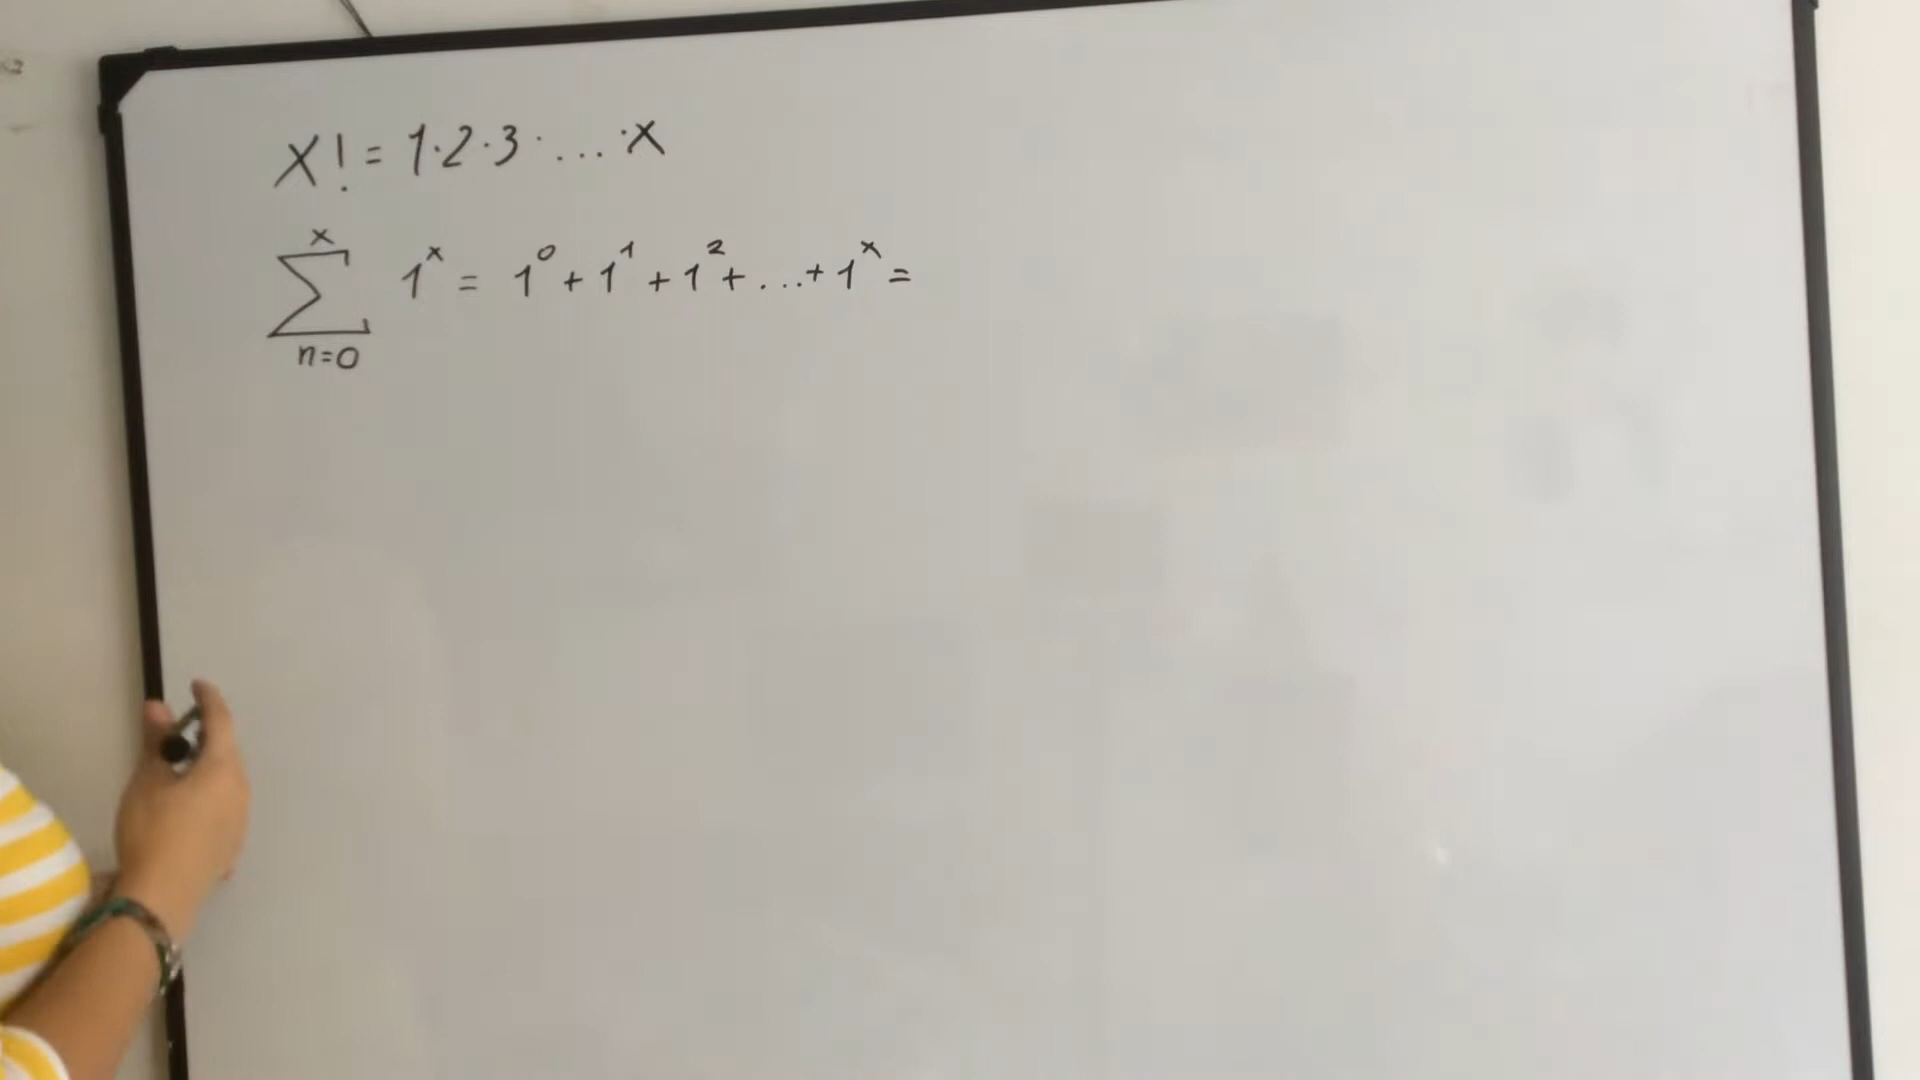 X! = 1·2·3·...·X
∑_{n=0}^{x} 1^x = 1^0 + 1^1 + 1^2 + ... + 1^x =